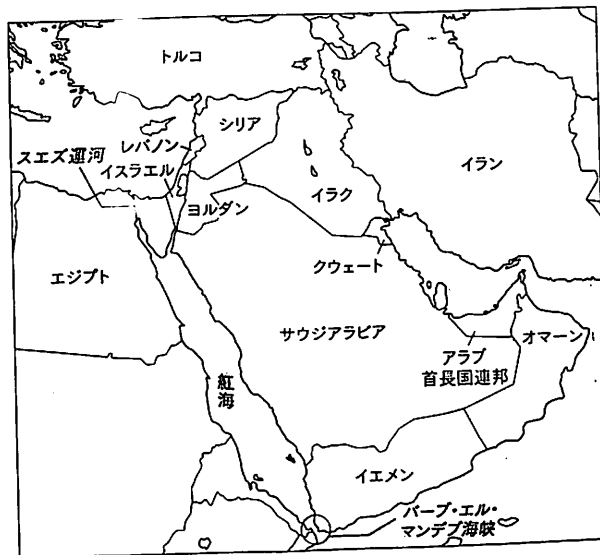 トルコ
シリア
レバノン
スエズ運河
イスラエル
イラン
イラク
ヨルダン
クウェート
エジプト
サウジアラビア
オマーン
アラブ
首長国連邦
紅海
イエメン
バーブ・エル・
マンデブ海峡